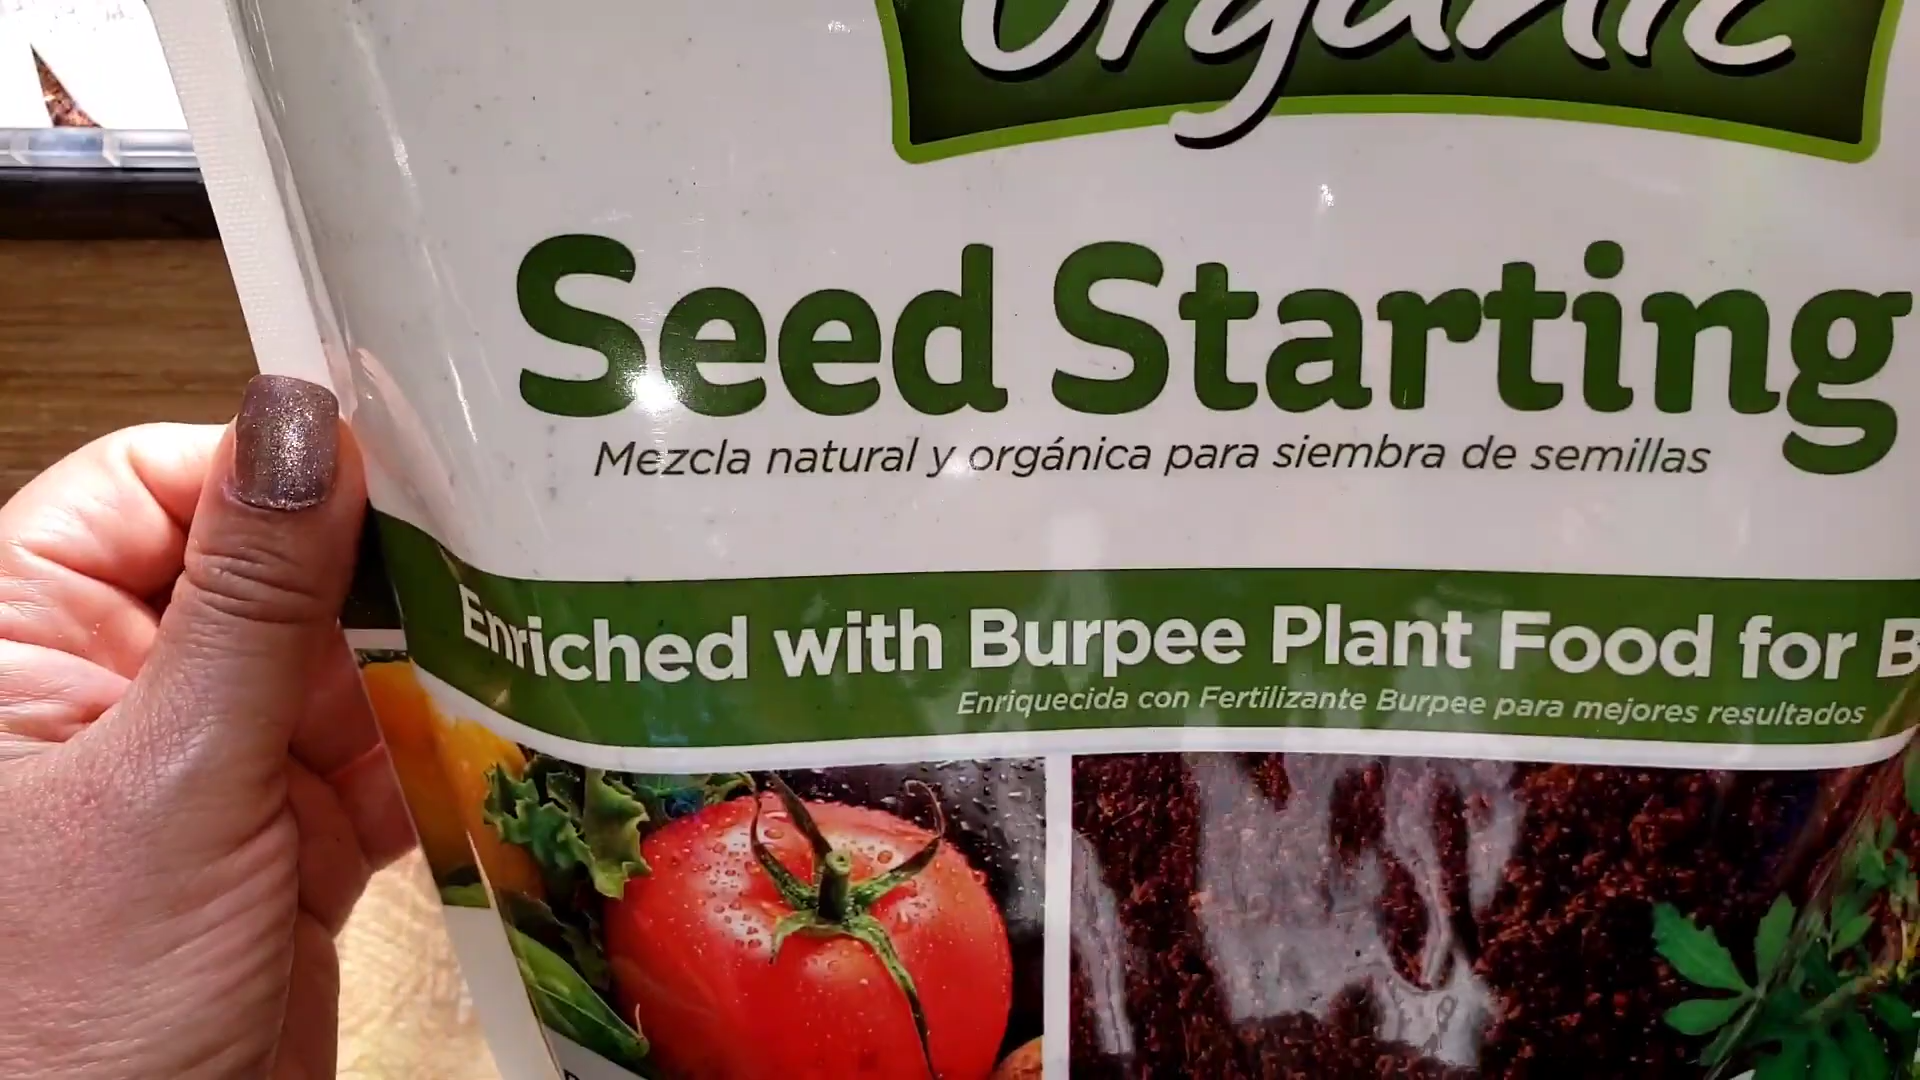 Organic
Seed Starting
Mezcla natural y orgánica para siembra de semillas
Enriched with Burpee Plant Food for B
Enriquecida con Fertilizante Burpee para mejores resultados